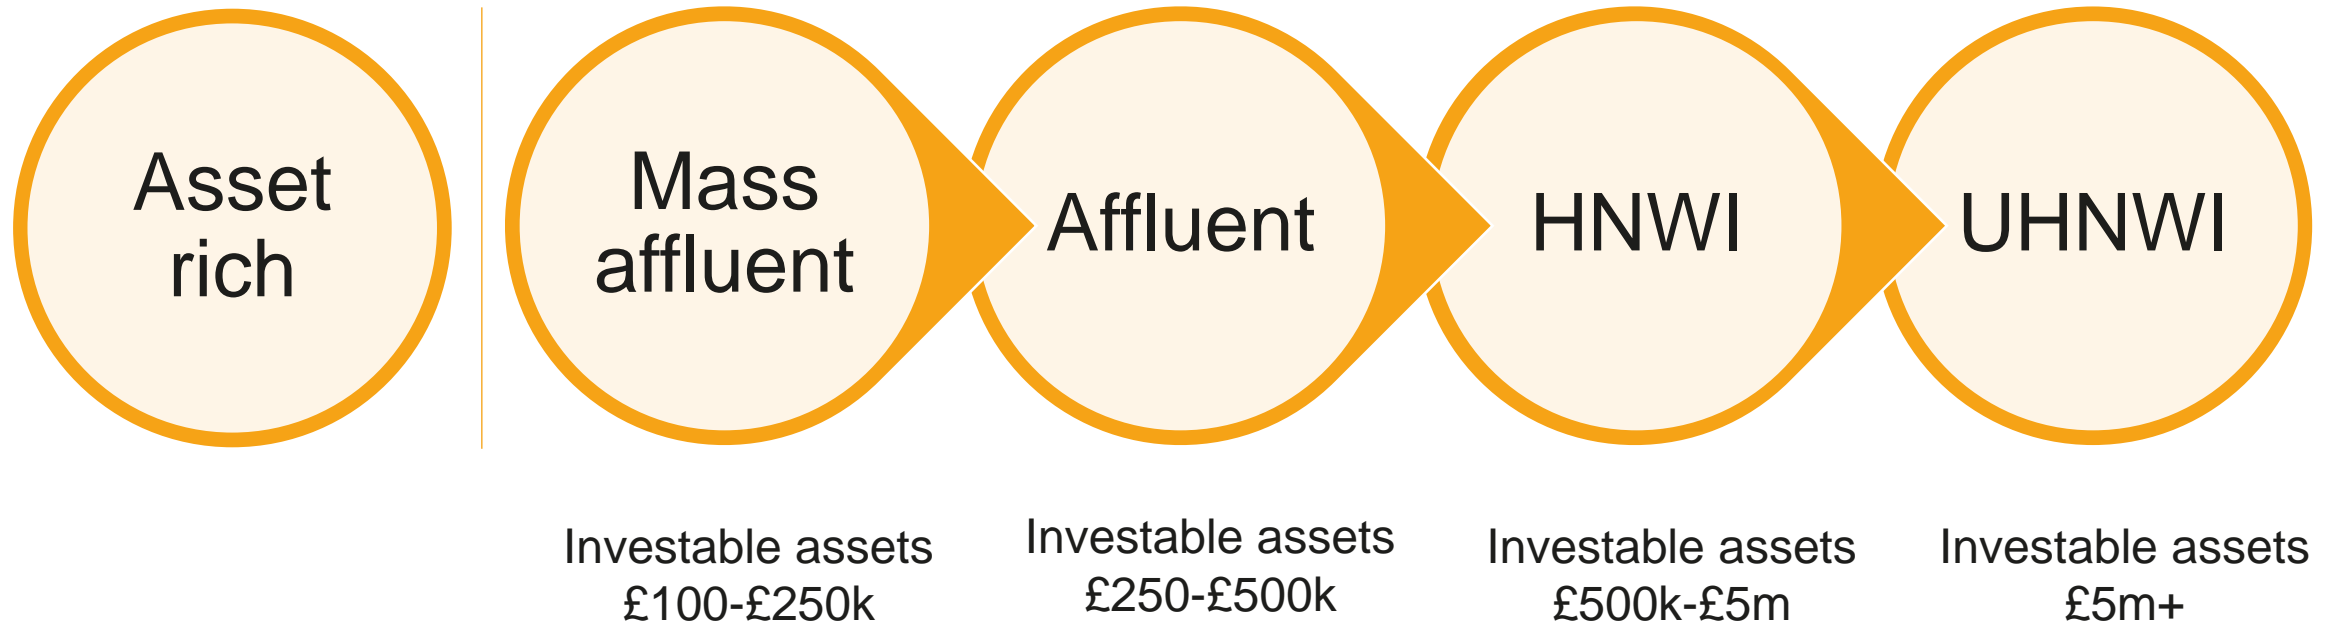 Asset
rich
Mass
affluent
Affluent
HNWI
UHNWI
Investable assets
£100-£250k
Investable assets
£250-£500k
Investable assets
£500k-£5m
Investable assets
£5m+